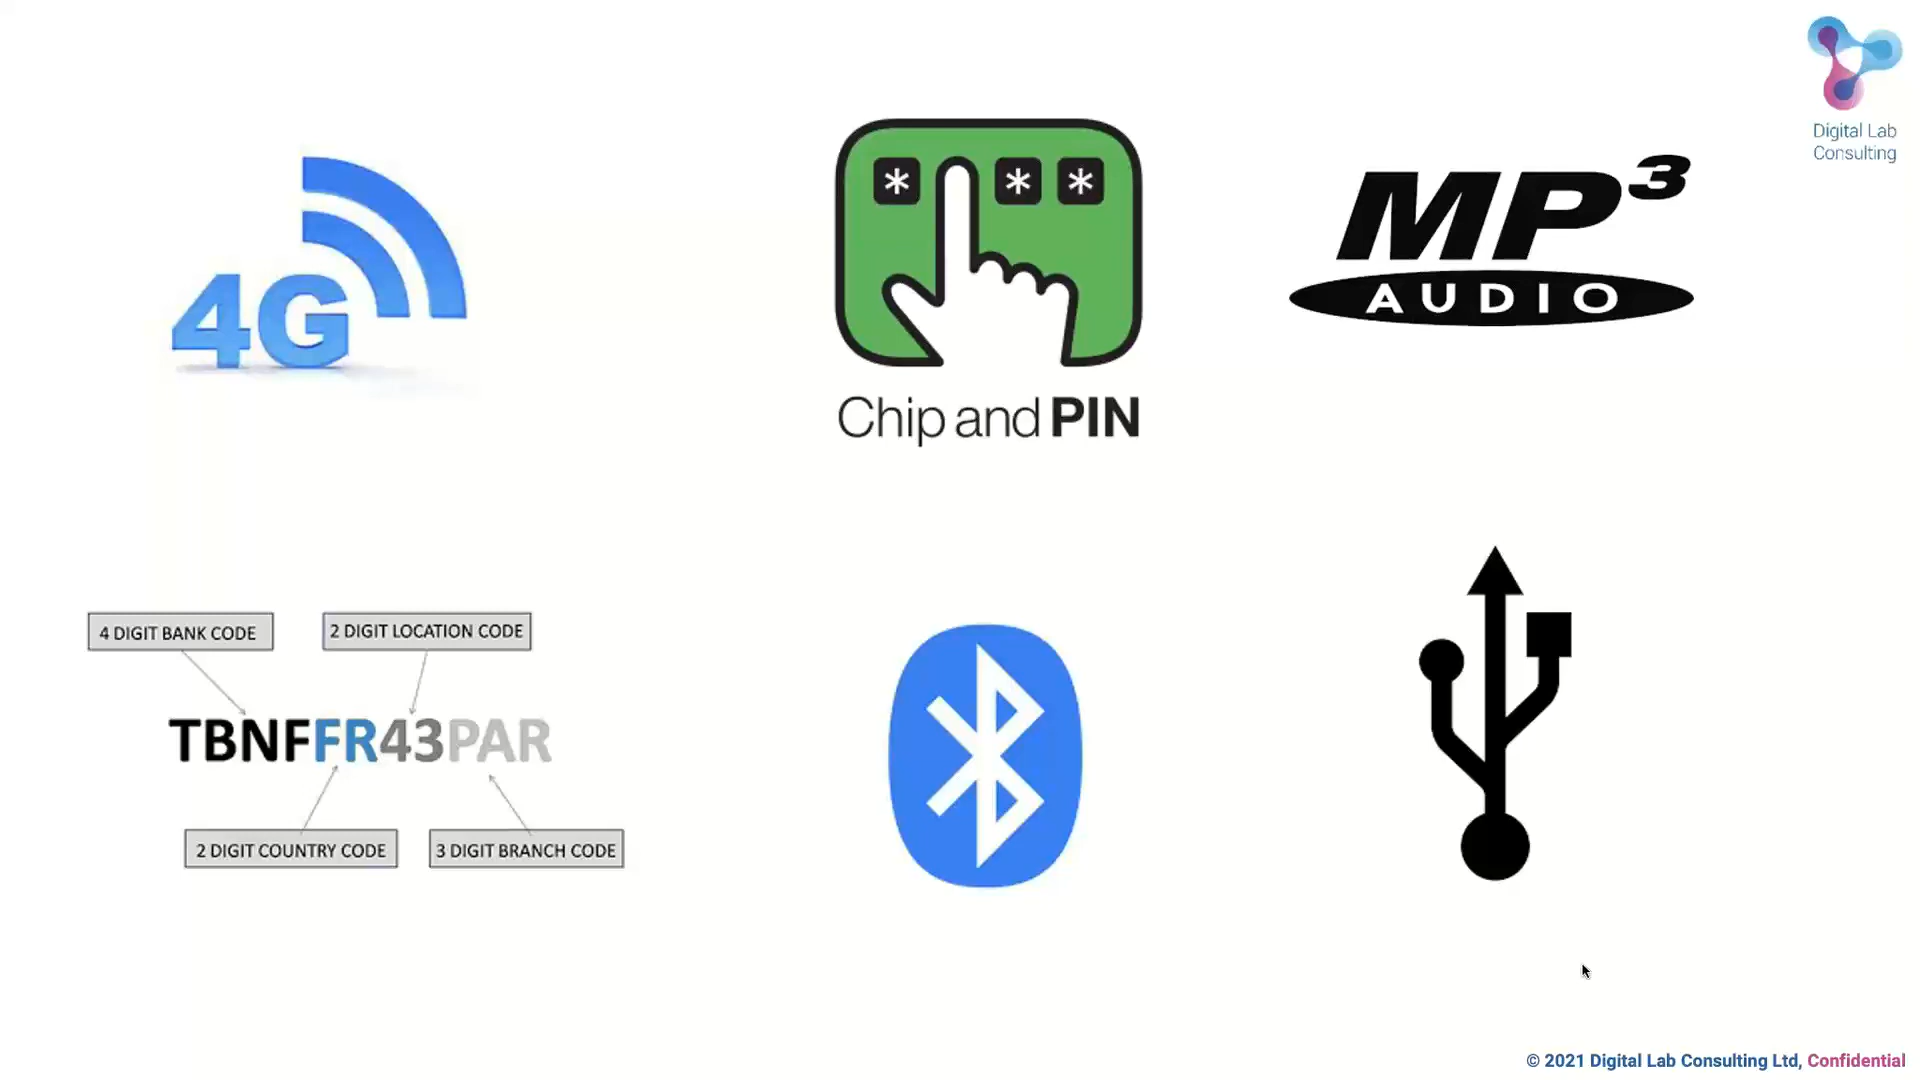 Digital Lab
Consulting
4G
* * *
Chip and PIN
MP3
AUDIO
4 DIGIT BANK CODE
2 DIGIT LOCATION CODE
TBNFFR43PAR
2 DIGIT COUNTRY CODE
3 DIGIT BRANCH CODE
© 2021 Digital Lab Consulting Ltd, Confidential